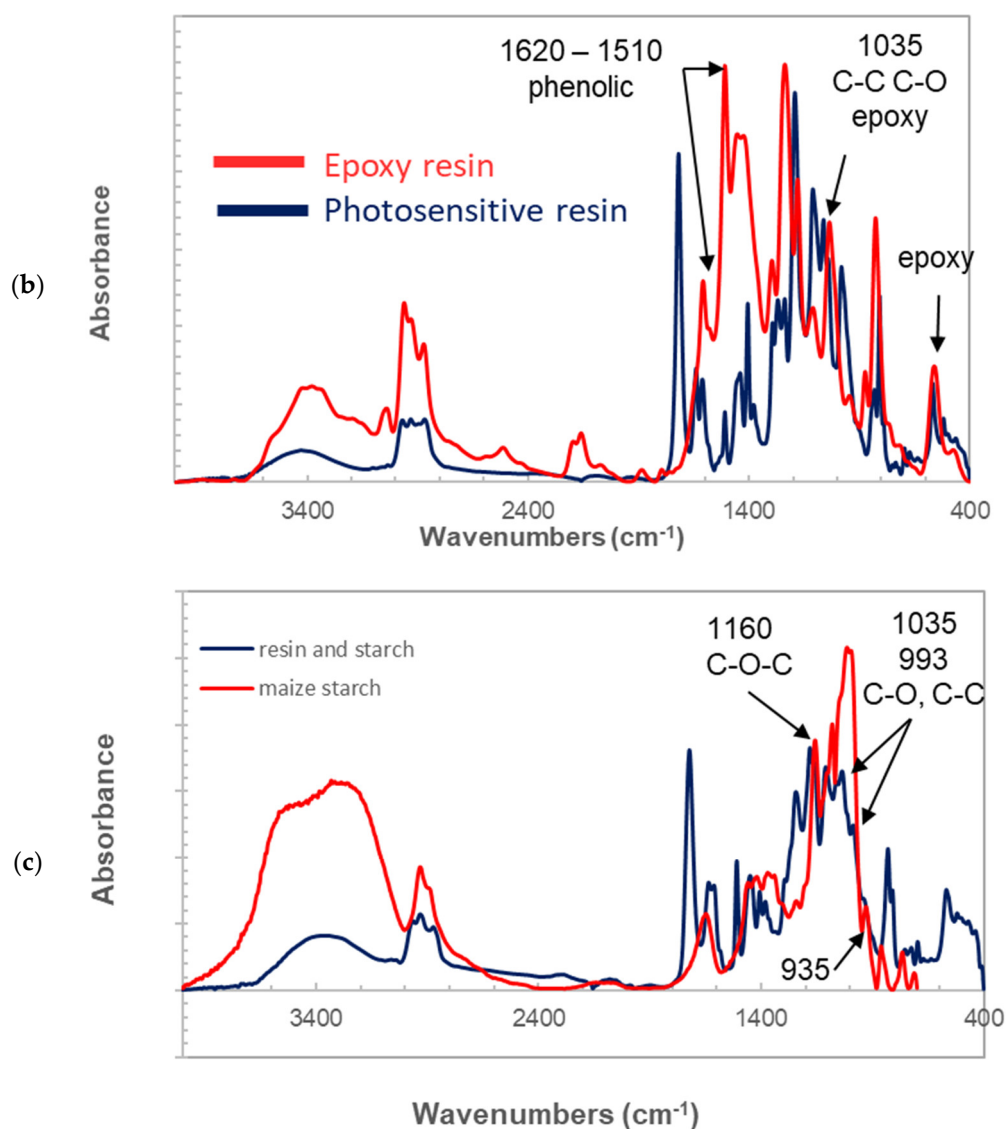 (b)
Absorbance
1620 – 1510
phenolic
1035
C-C C-O
epoxy
epoxy
Epoxy resin
Photosensitive resin
3400
2400
1400
400
Wavenumbers (cm⁻¹)
(c)
Absorbance
resin and starch
maize starch
1160
C-O-C
1035
993
C-O, C-C
935
3400
2400
1400
400
Wavenumbers (cm⁻¹)